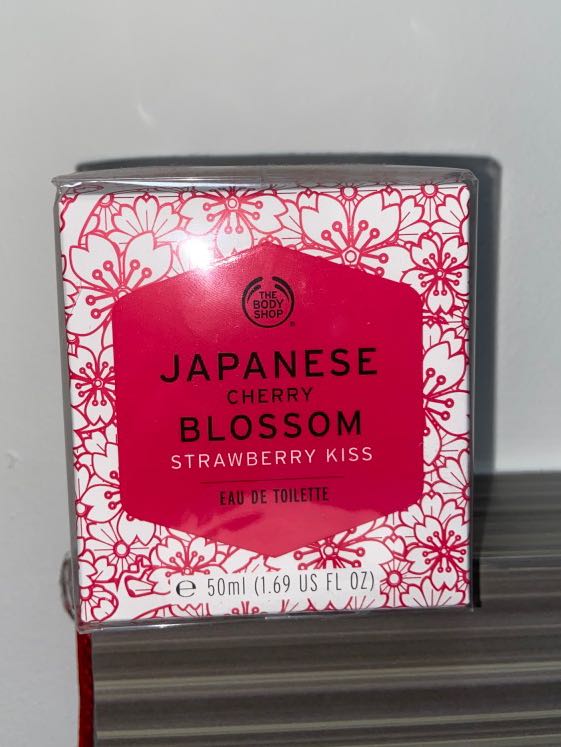 THE
BODY
SHOP®
JAPANESE
CHERRY
BLOSSOM
STRAWBERRY KISS
EAU DE TOILETTE
℮ 50ml (1.69 US FL OZ)